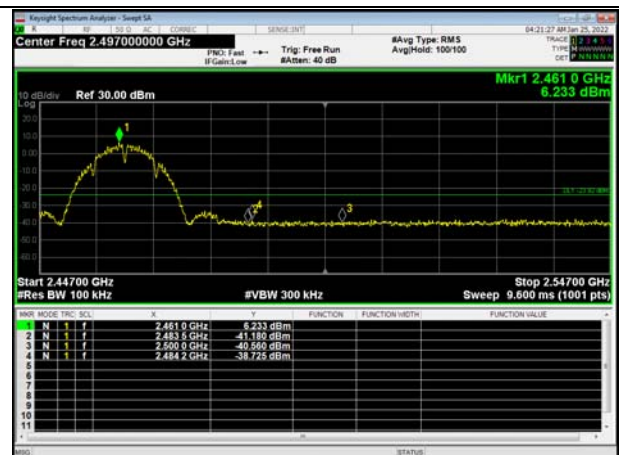 Keysight Spectrum Analyzer - Swept SA
RF 50 Ω AC CORREC SENSE:INT 04:21:27 AM Jan 25, 2022
Center Freq 2.497000000 GHz #Avg Type: RMS TRACE 1 2 3 4 5 6
PNO: Fast Trig: Free Run Avg|Hold: 100/100 TYPE M WWWWW
IFGain:Low #Atten: 40 dB DET P N N N N N
Mkr1 2.461 0 GHz
10 dB/div Ref 30.00 dBm 6.233 dBm
Log
20.0
10.0
0.00
-10.0
-20.0
-30.0
-40.0
-50.0
-60.0
1
2 4
3
Start 2.44700 GHz Stop 2.54700 GHz
#Res BW 100 kHz #VBW 300 kHz Sweep 9.600 ms (1001 pts)
MKR MODE TRC SCL X Y FUNCTION FUNCTION WIDTH FUNCTION VALUE
1 N 1 f 2.461 0 GHz 6.233 dBm
2 N 1 f 2.483 5 GHz -41.180 dBm
3 N 1 f 2.500 0 GHz -40.560 dBm
4 N 1 f 2.484 2 GHz -38.725 dBm
5
6
7
8
9
10
11
MSG STATUS